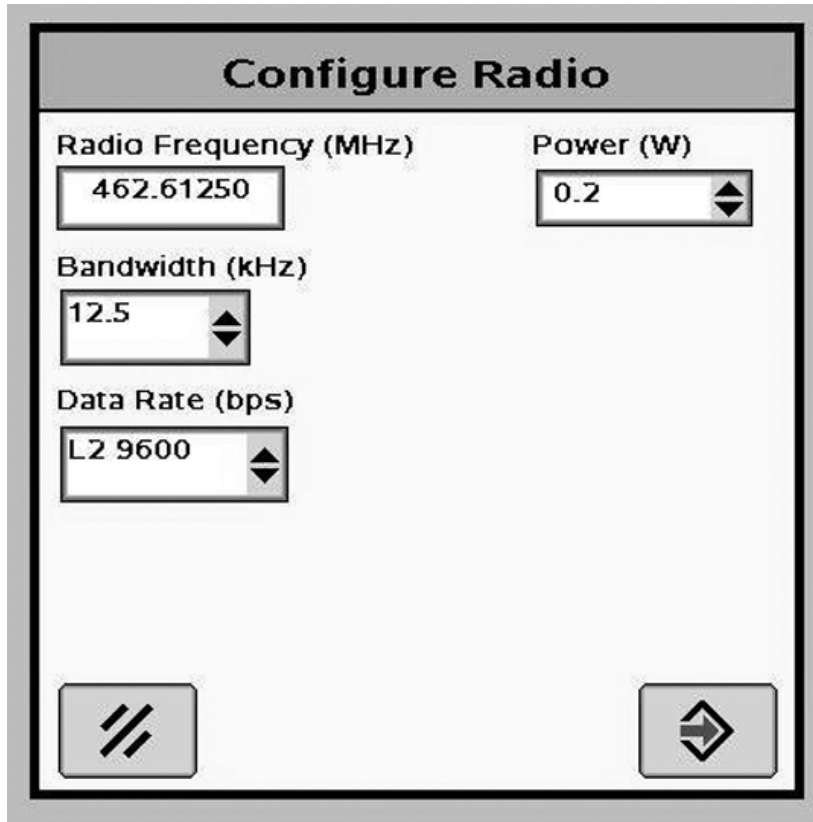 Configure Radio
Radio Frequency (MHz)
Power (W)
462.61250
0.2
Bandwidth (kHz)
12.5
Data Rate (bps)
L2 9600